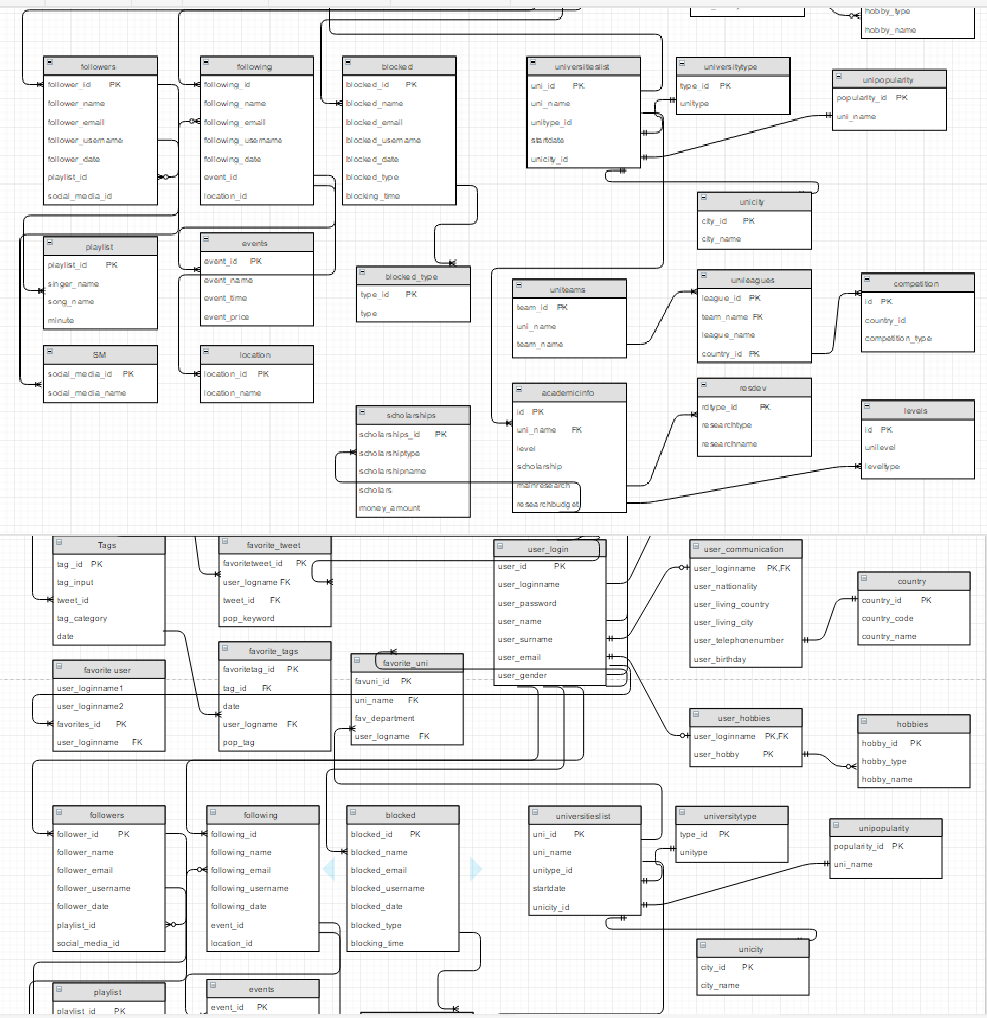 hobby_type
hobby_name
followers
follower_id PK
follower_name
follower_email
follower_username
follower_date
playlist_id
social_media_id
following
following_id
following_name
following_email
following_username
following_date
event_id
location_id
blocked
blocked_id PK
blocked_name
blocked_email
blocked_username
blocked_date
blocked_type
blocking_time
universitieslist
uni_id PK
uni_name
unitype_id
startdate
unicity_id
universitytype
type_id PK
unitype
unipopularity
popularity_id PK
uni_name
unicity
city_id PK
city_name
playlist
playlist_id PK
singer_name
song_name
minute
events
event_id PK
event_name
event_time
event_price
blocked_type
type_id PK
type
uniteams
team_id PK
uni_name
team_name
unileagues
league_id PK
team_name FK
league_name
country_id PK
competition
id PK
country_id
competition_type
SM
social_media_id PK
social_media_name
location
location_id PK
location_name
scholarships
scholarships_id PK
scholarshiptype
scholarshipname
scholars
money_amount
academicinfo
id PK
uni_name FK
level
scholarship
mainresearch
researchbudget
resdev
rdtype_id PK
researchtype
researchname
levels
id PK
unilevel
leveltype
Tags
tag_id PK
tag_input
tweet_id
tag_category
date
favorite_tweet
favoritetweet_id PK
user_logname FK
tweet_id FK
pop_keyword
user_login
user_id PK
user_loginname
user_password
user_name
user_surname
user_email
user_gender
user_communication
user_loginname PK,FK
user_nattionality
user_living_country
user_living_city
user_telephonenumber
user_birthday
country
country_id PK
country_code
country_name
favorite user
user_loginname1
user_loginname2
favorites_id PK
user_loginname FK
favorite_tags
favoritetag_id PK
tag_id FK
date
user_logname FK
pop_tag
favorite_uni
favuni_id PK
uni_name FK
fav_department
user_logname FK
user_hobbies
user_loginname PK,FK
user_hobby PK
hobbies
hobby_id PK
hobby_type
hobby_name
followers
follower_id PK
follower_name
follower_email
follower_username
follower_date
playlist_id
social_media_id
following
following_id
following_name
following_email
following_username
following_date
event_id
location_id
blocked
blocked_id PK
blocked_name
blocked_email
blocked_username
blocked_date
blocked_type
blocking_time
universitieslist
uni_id PK
uni_name
unitype_id
startdate
unicity_id
universitytype
type_id PK
unitype
unipopularity
popularity_id PK
uni_name
unicity
city_id PK
city_name
playlist
playlist_id PK
events
event_id PK